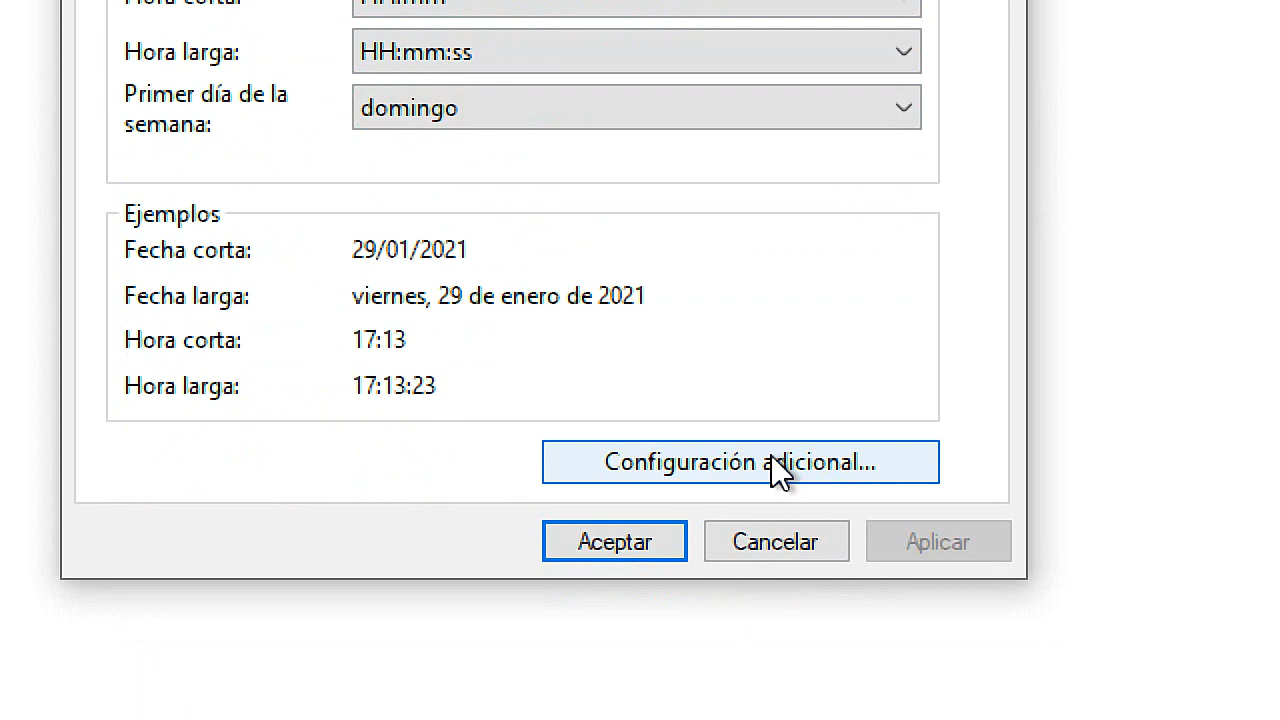 Hora larga:
HH:mm:ss
Primer día de la
semana:
domingo
Ejemplos
Fecha corta:
29/01/2021
Fecha larga:
viernes, 29 de enero de 2021
Hora corta:
17:13
Hora larga:
17:13:23
Configuración adicional...
Aceptar
Cancelar
Aplicar